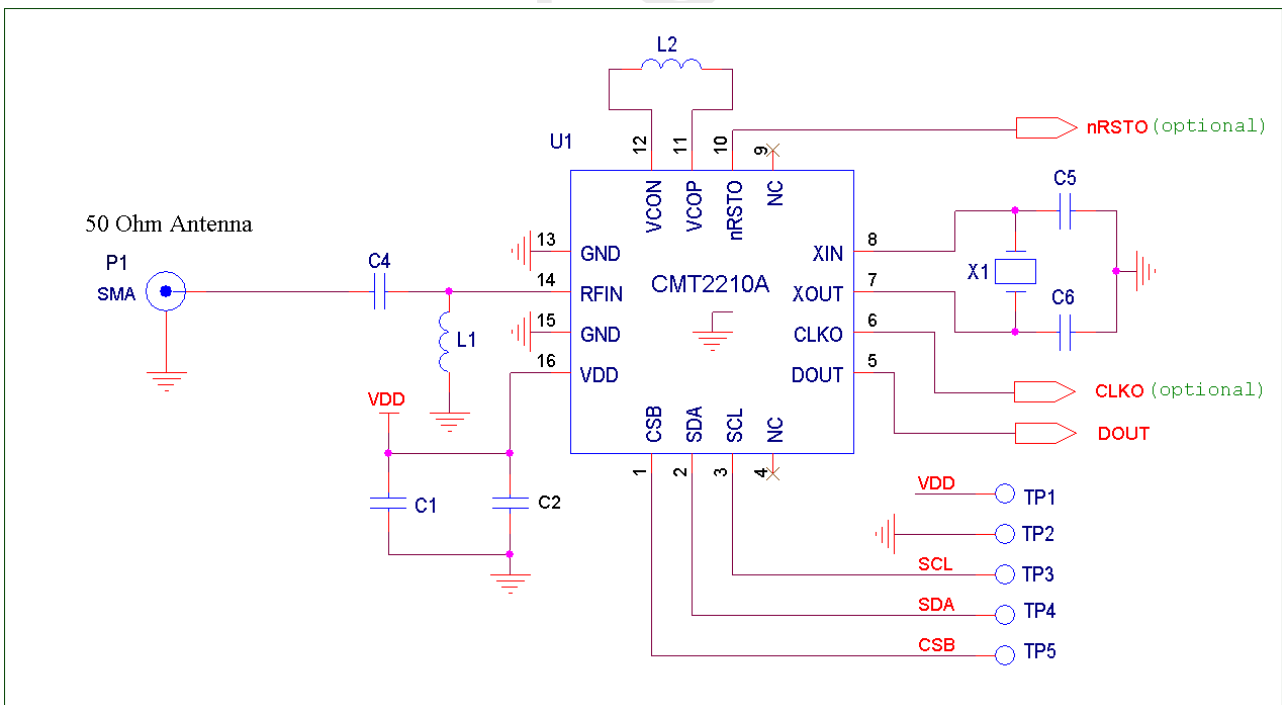 L2
U1
12
11
10
9
nRSTO (optional)
VCON
VCOP
nRSTO
NC
C5
50 Ohm Antenna
P1
SMA
C4
13
GND
XIN
8
X1
14
RFIN
CMT2210A
XOUT
7
C6
L1
15
GND
CLKO
6
16
VDD
DOUT
5
VDD
CLKO (optional)
CSB
SDA
SCL
NC
DOUT
1
2
3
4
C1
C2
VDD
TP1
TP2
SCL
TP3
SDA
TP4
CSB
TP5